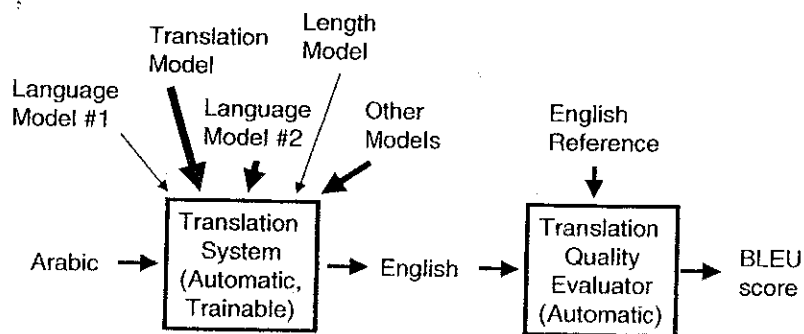 Translation
Model
Length
Model
Language
Model #1
Language
Model #2
Other
Models
English
Reference
Arabic
Translation
System
(Automatic,
Trainable)
English
Translation
Quality
Evaluator
(Automatic)
BLEU
score